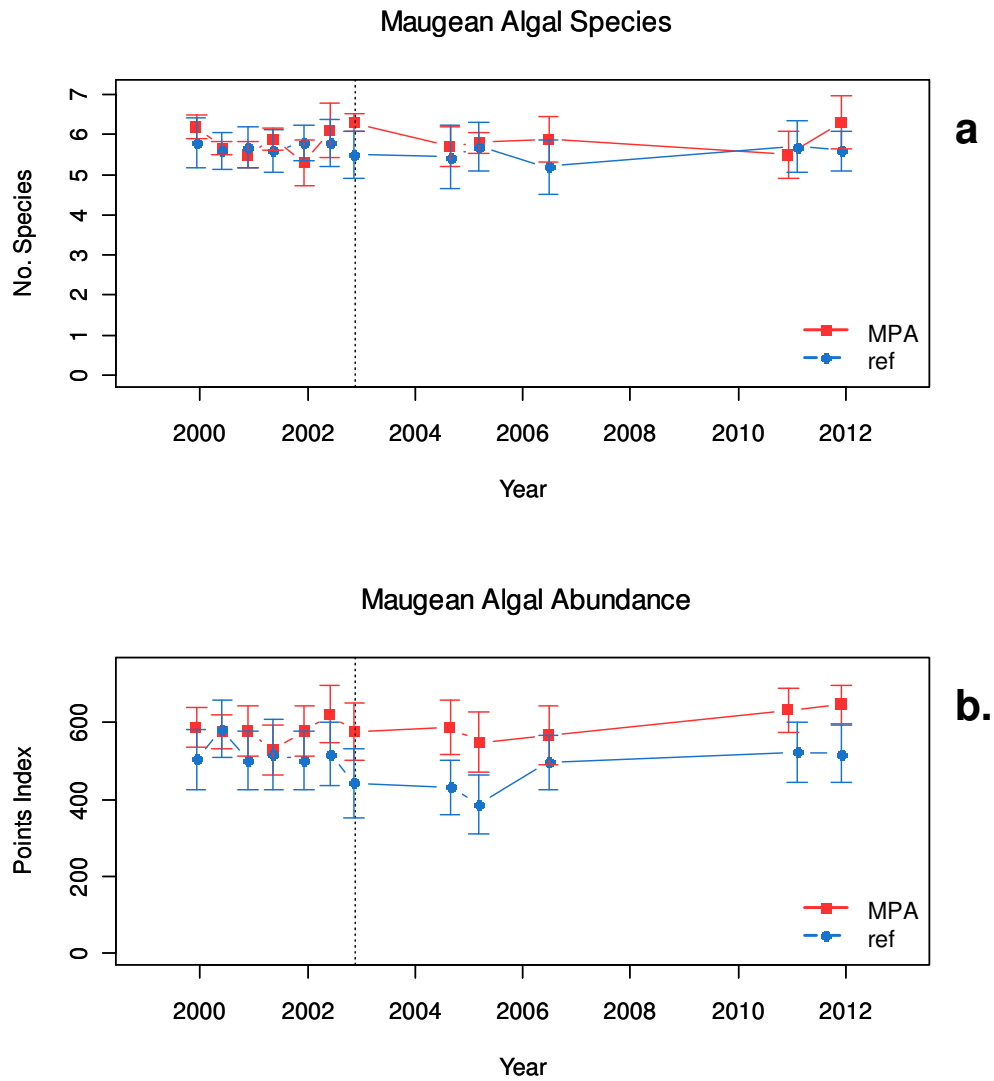 Maugean Algal Species
a
No. Species
7
6
5
4
3
2
1
0
MPA
ref
2000 2002 2004 2006 2008 2010 2012
Year
Maugean Algal Abundance
b.
Points Index
600
400
200
0
MPA
ref
2000 2002 2004 2006 2008 2010 2012
Year